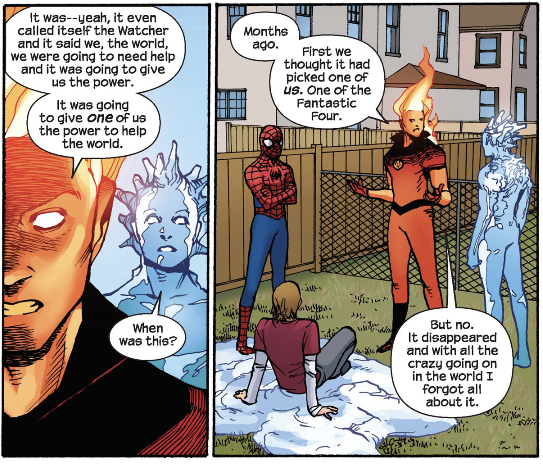 It was--yeah, it even
called itself the Watcher
and it said we, the world,
we were going to need help
and it was going to give
us the power.
It was going
to give one of us
the power to help
the world.
When
was this?
Months
ago.
First we
thought it had
picked one of
us. One of the
Fantastic
Four.
But no.
It disappeared
and with all the
crazy going on
in the world I
forgot all
about it.